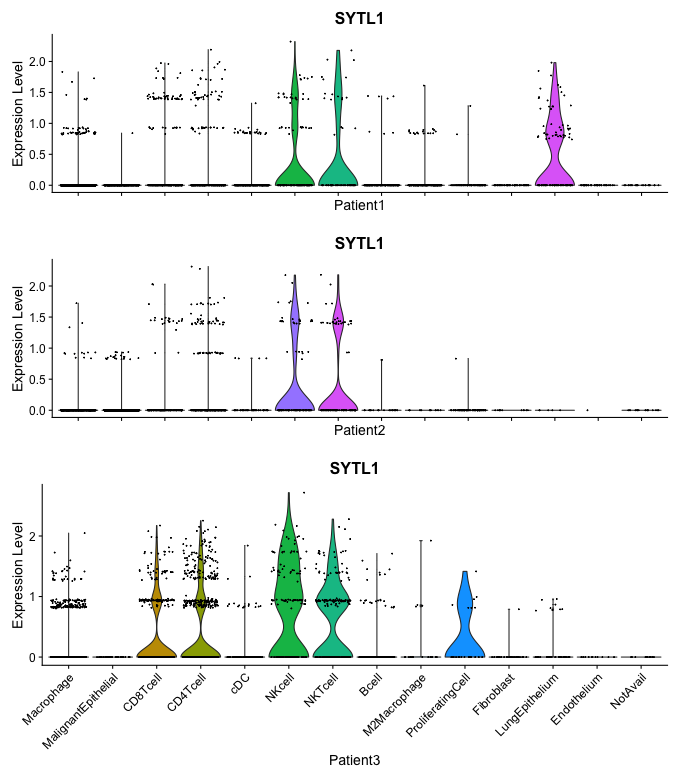 SYTL1
Expression Level
2.0
1.5
1.0
0.5
0.0
Patient1
SYTL1
Expression Level
2.0
1.5
1.0
0.5
0.0
Patient2
SYTL1
Expression Level
2
1
0
Macrophage
MalignantEpithelial
CD8Tcell
CD4Tcell
cDC
NKcell
NKTcell
Bcell
M2Macrophage
ProliferatingCell
Fibroblast
LungEpithelium
Endothelium
NotAvail
Patient3